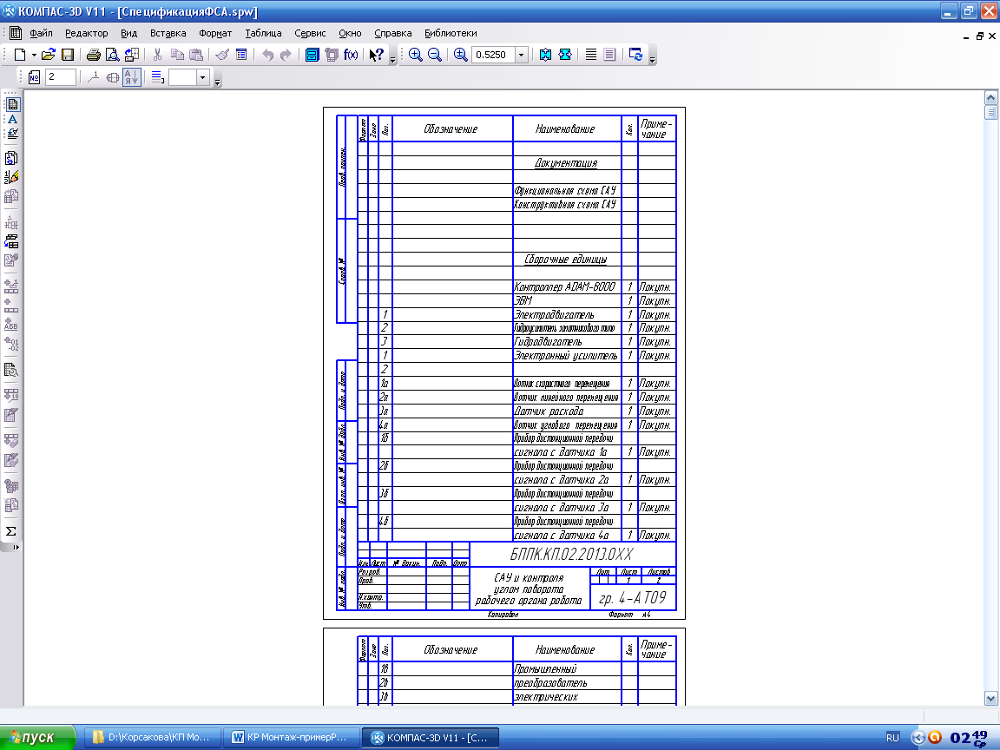 КОМПАС-3D V11 - [СпецификацияФСА.spw]
Файл Редактор Вид Вставка Формат Таблица Сервис Окно Справка Библиотеки
0.5250
2
Формат Зона Поз. Обозначение Наименование Кол. Приме-
чание
Перв. примен.
Документация
Функциональная схема САУ
Конструктивная схема САУ
Справ. №
Сборочные единицы
Контроллер ADAM-8000 1 Покупн.
ЭВМ 1 Покупн.
1 Электродвигатель 1 Покупн.
2 Гидроусилитель золотникового типа 1 Покупн.
3 Гидродвигатель 1 Покупн.
1 Электронный усилитель 1 Покупн.
2
1а Датчик скоростного перемещения 1 Покупн.
2а Датчик линейного перемещения 1 Покупн.
3а Датчик расхода 1 Покупн.
4а Датчик углового перемещения 1 Покупн.
1б Прибор дистанционной передачи
сигнала с датчика 1а 1 Покупн.
2б Прибор дистанционной передачи
сигнала с датчика 2а 1 Покупн.
3б Прибор дистанционной передачи
сигнала с датчика 3а 1 Покупн.
4б Прибор дистанционной передачи
сигнала с датчика 4а 1 Покупн.
Подп. и дата
Инв. № дубл.
Взам. инв. №
Подп. и дата
Инв. № подл.
БППК.КП.02.2013.0ХХ
Изм. Лист № докум. Подп. Дата
Разраб.
Пров.
Н.контр.
Утв.
САУ и контроля
углом поворота
рабочего органа робота
Лит. Лист Листов
1 2
гр. 4-АТ09
Копировал Формат А4
Формат Зона Поз. Обозначение Наименование Кол. Приме-
чание
1в Промышленный
2в преобразователь
3в электрических
пуск D:\Корсакова\КП Мо... КР Монтаж-примерР... КОМПАС-3D V11 - [С... RU 02 49
Ср